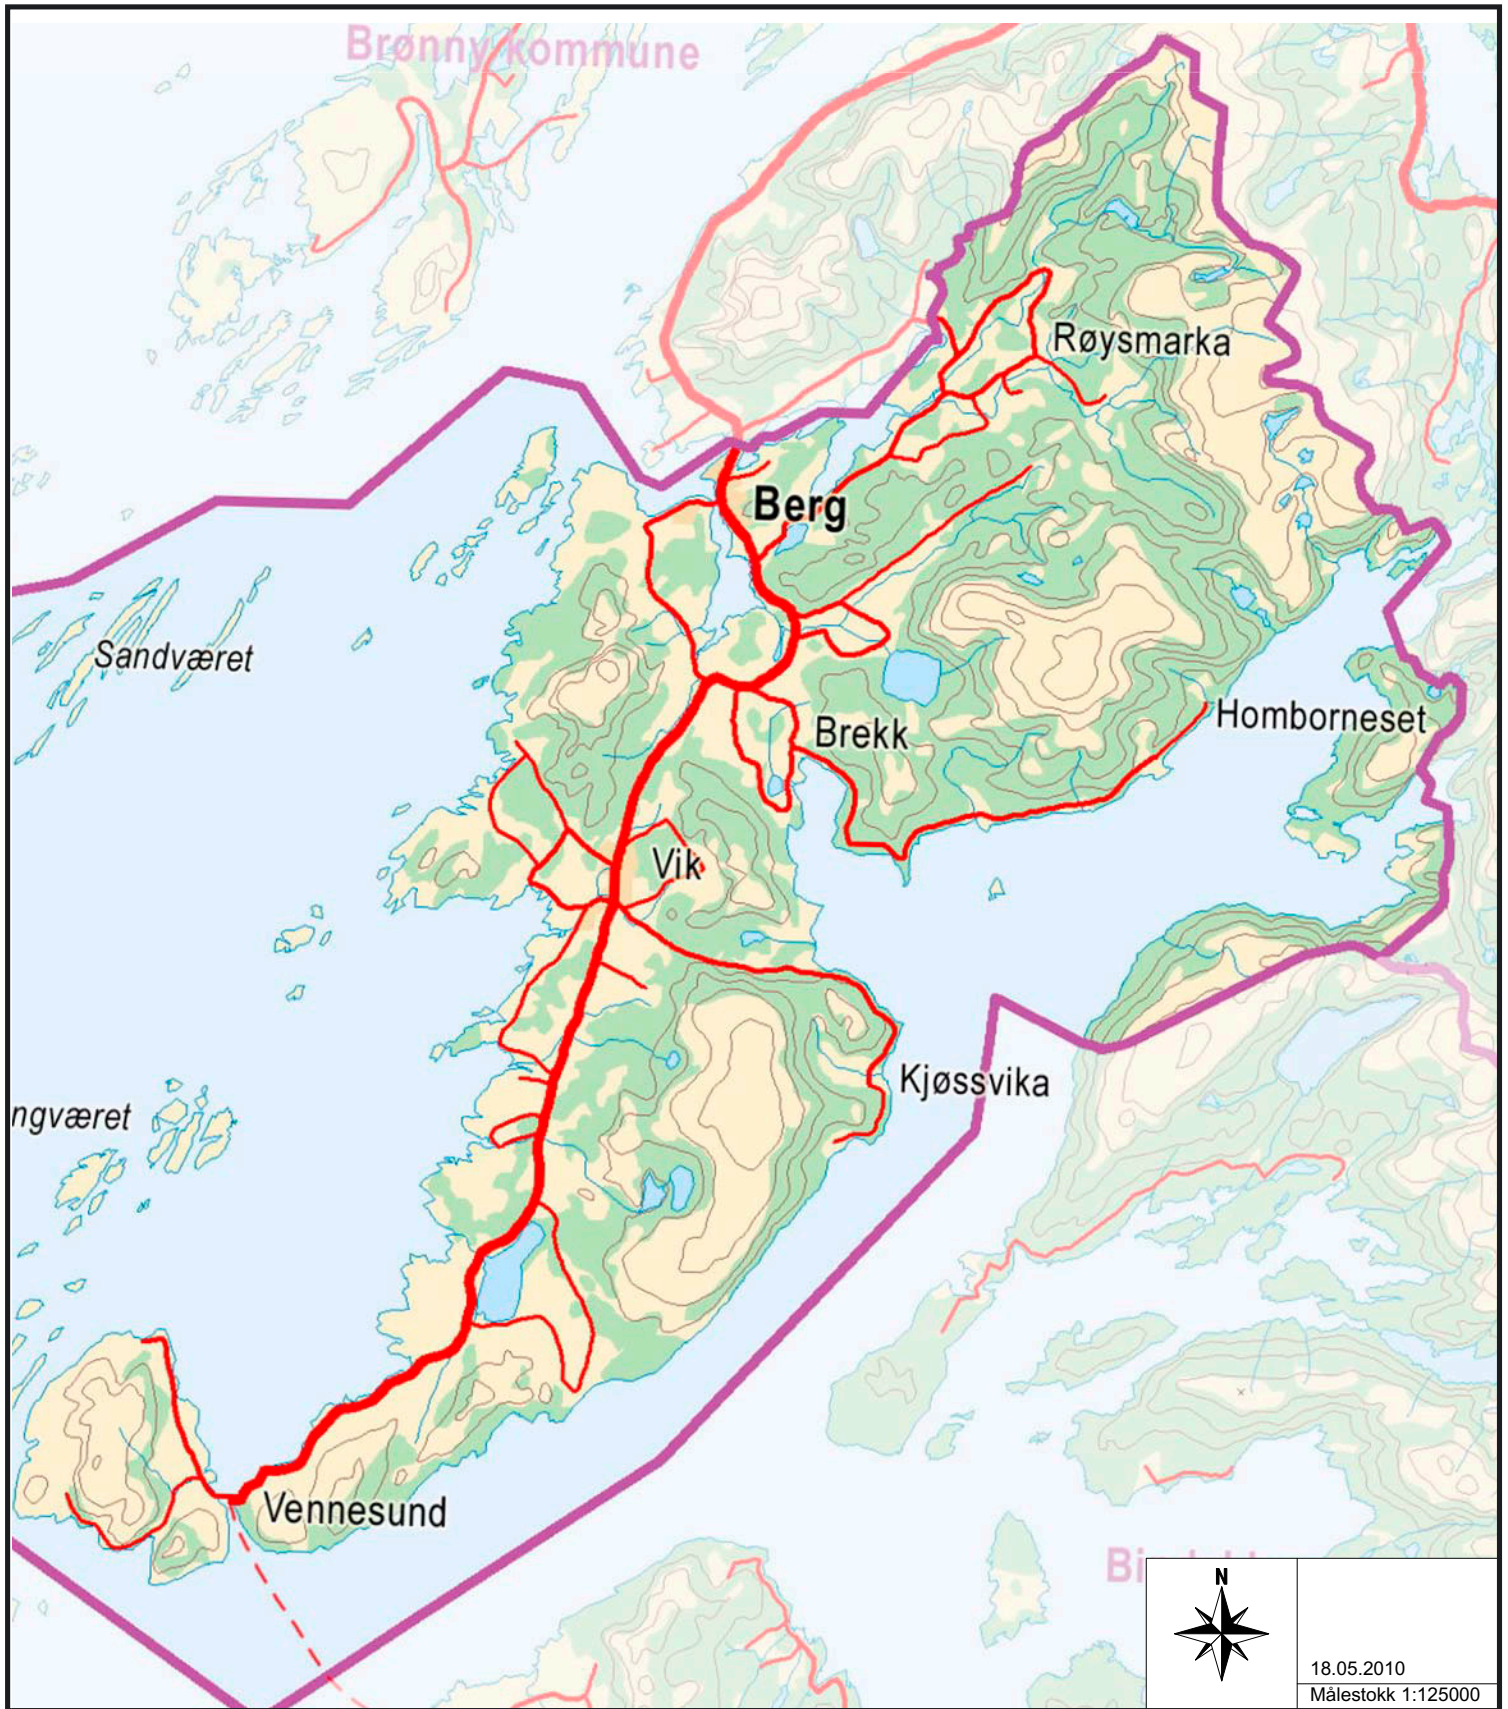 Brønny kommune
Røysmarka
Berg
Sandværet
Homborneset
Brekk
Vik
Kjøssvika
ngværet
Vennesund
N
18.05.2010
Målestokk 1:125000